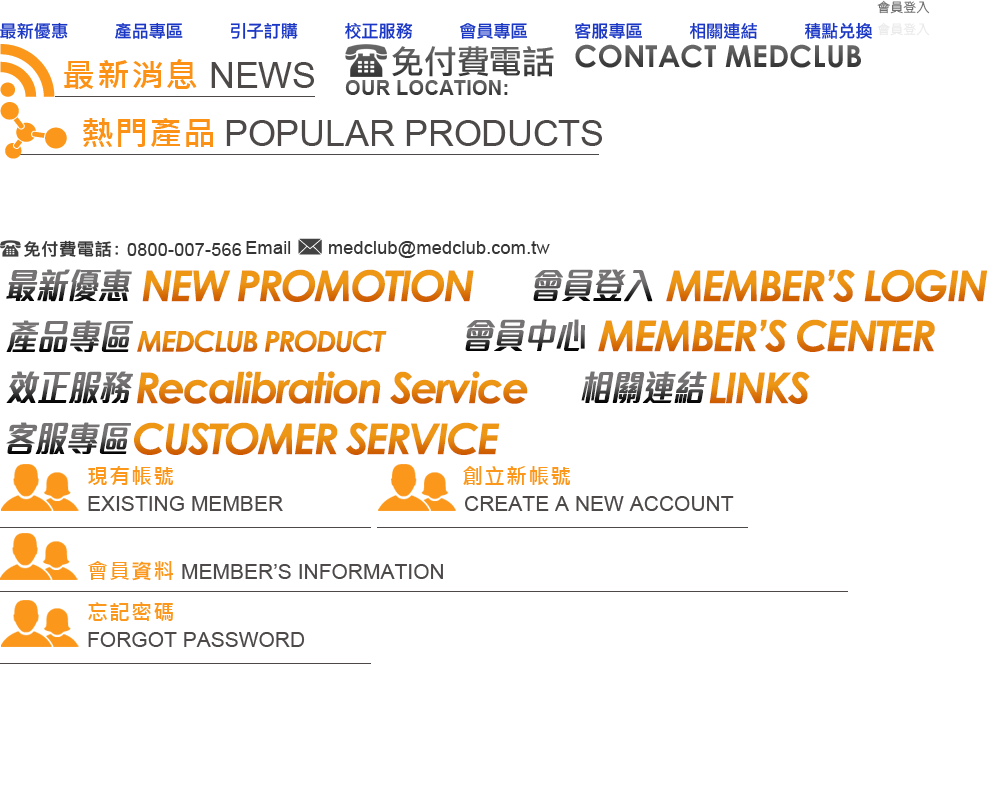 會員登入
最新優惠 產品專區 引子訂購 校正服務 會員專區 客服專區 相關連結 積點兌換 會員登入
最新消息 NEWS
免付費電話
OUR LOCATION:
CONTACT MEDCLUB
熱門產品 POPULAR PRODUCTS
免付費電話: 0800-007-566 Email medclub@medclub.com.tw
最新優惠 NEW PROMOTION 會員登入 MEMBER'S LOGIN
產品專區 MEDCLUB PRODUCT 會員中心 MEMBER'S CENTER
效正服務 Recalibration Service 相關連結 LINKS
客服專區 CUSTOMER SERVICE
現有帳號
EXISTING MEMBER
創立新帳號
CREATE A NEW ACCOUNT
會員資料 MEMBER'S INFORMATION
忘記密碼
FORGOT PASSWORD